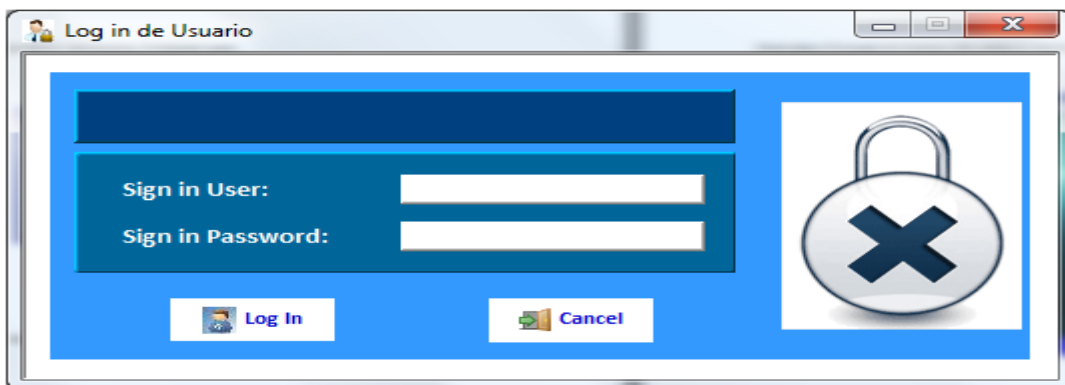 Log in de Usuario
Sign in User:
Sign in Password:
Log In
Cancel